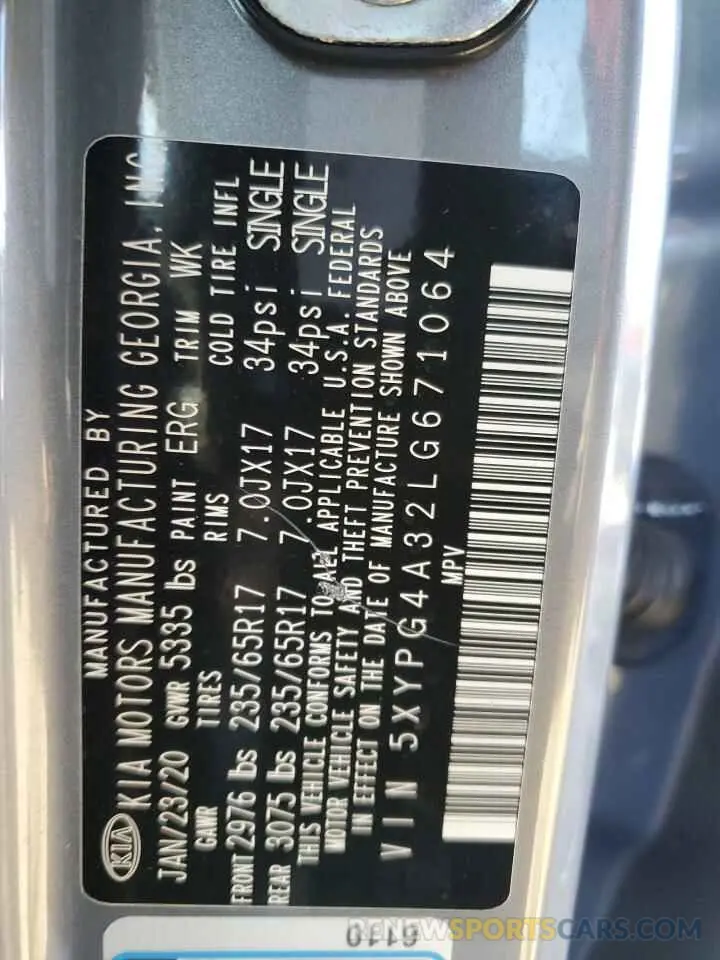 MANUFACTURED BY
KIA KIA MOTORS MANUFACTURING GEORGIA, INC.
JAN/23/20 GWR 5335 lbs PAINT ERG TRIM WK
GAWR TIRES RIMS COLD TIRE INFL
FRONT 2976 lbs 235/65R17 7.0JX17 34psi SINGLE
REAR 3075 lbs 235/65R17 7.0JX17 34psi SINGLE
THIS VEHICLE CONFORMS TO ALL APPLICABLE U.S.A. FEDERAL
MOTOR VEHICLE SAFETY AND THEFT PREVENTION STANDARDS
IN EFFECT ON THE DATE OF MANUFACTURE SHOWN ABOVE
VIN 5XYPG4A32LG671064
MPV
6110
RENEWSPORTSCARS.COM